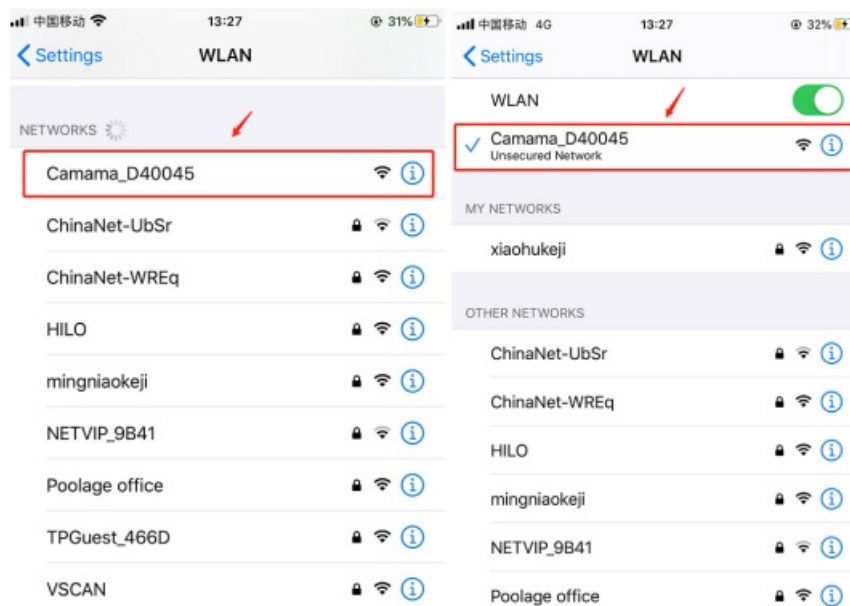 中国移动 13:27 31%
Settings WLAN
NETWORKS
Camama_D40045
ChinaNet-UbSr
ChinaNet-WREq
HILO
mingniaokeji
NETVIP_9B41
Poolage office
TPGuest_466D
VSCAN
中国移动 4G 13:27 32%
Settings WLAN
WLAN
Camama_D40045
Unsecured Network
MY NETWORKS
xiaohukeji
OTHER NETWORKS
ChinaNet-UbSr
ChinaNet-WREq
HILO
mingniaokeji
NETVIP_9B41
Poolage office